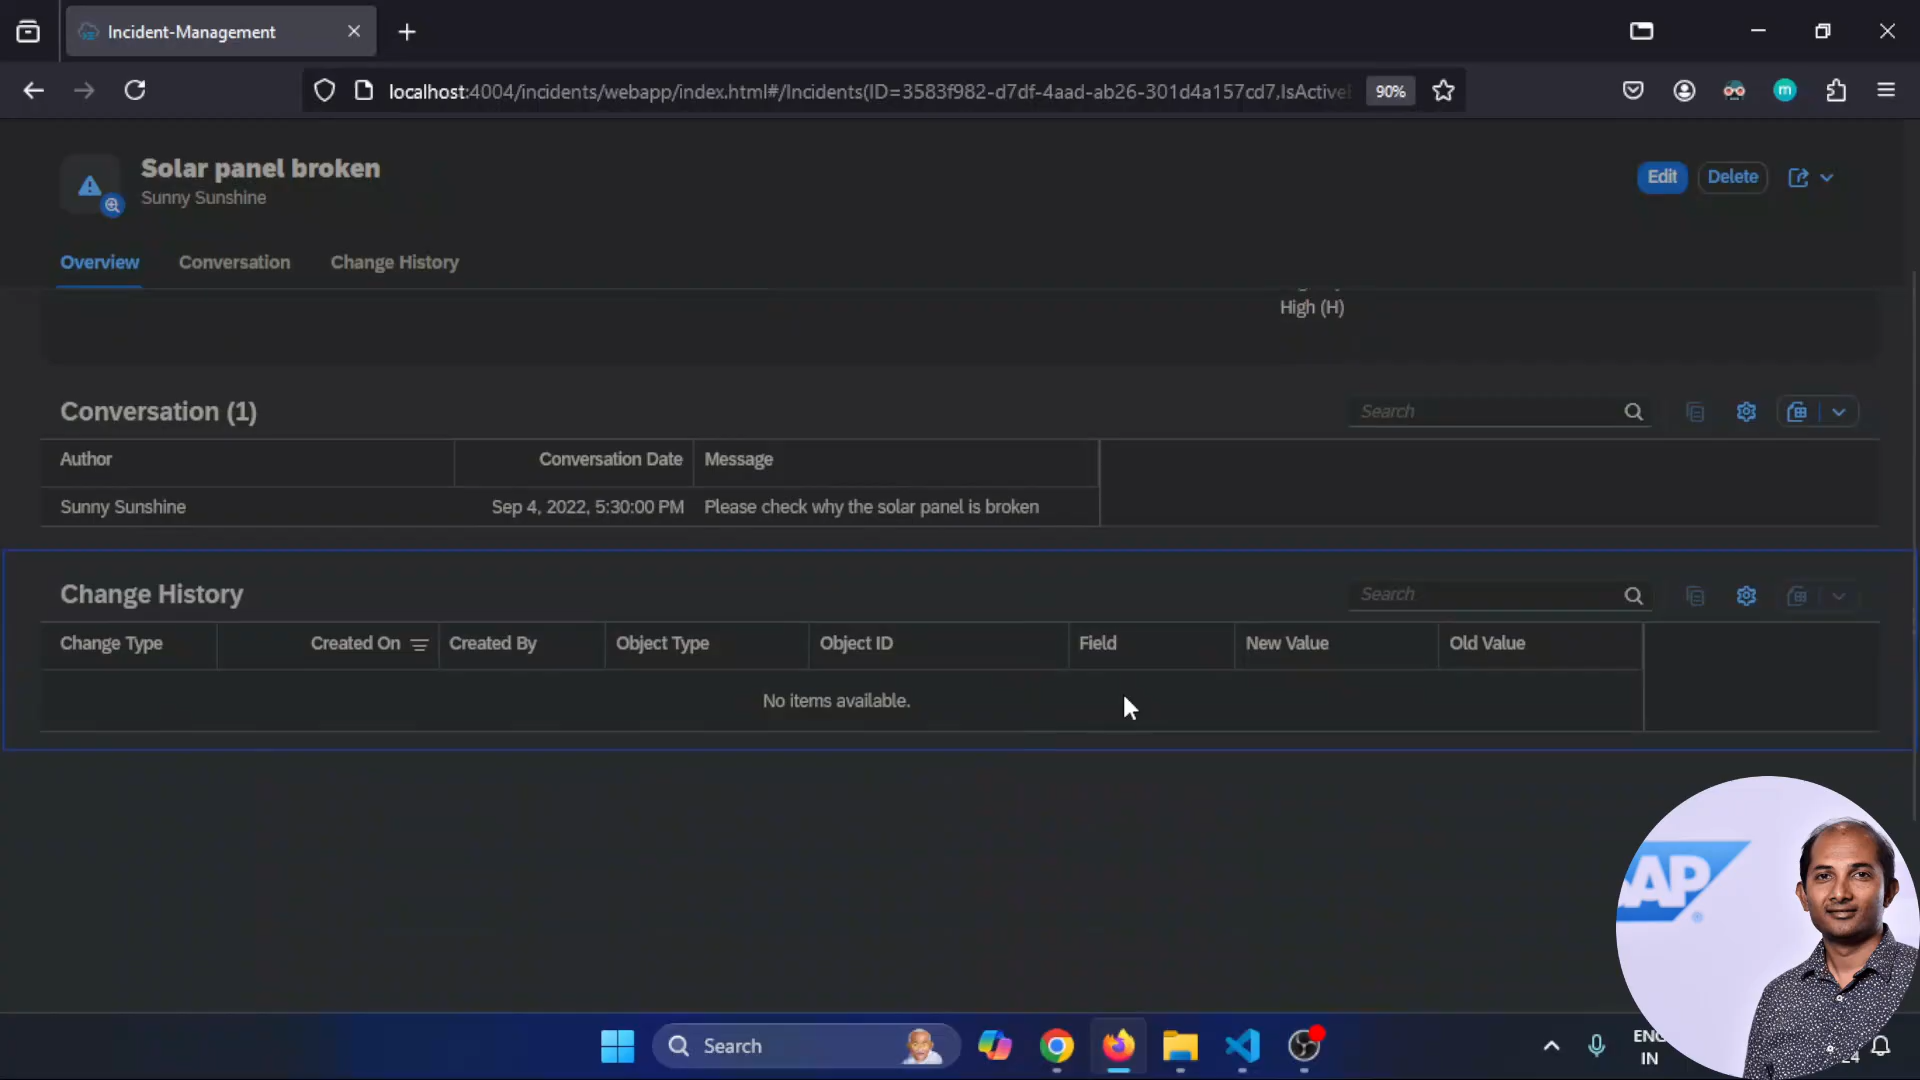 Incident-Management
localhost:4004/incidents/webapp/index.html#/Incidents(ID=3583f982-d7df-4aad-ab26-301d4a157cd7,IsActiveE
90%
m
Solar panel broken
Sunny Sunshine
Edit
Delete
Overview
Conversation
Change History
High (H)
Conversation (1)
Search
Author
Conversation Date
Message
Sunny Sunshine
Sep 4, 2022, 5:30:00 PM
Please check why the solar panel is broken
Change History
Search
Change Type
Created On
Created By
Object Type
Object ID
Field
New Value
Old Value
No items available.
AP
®
Search
ENG
IN
24